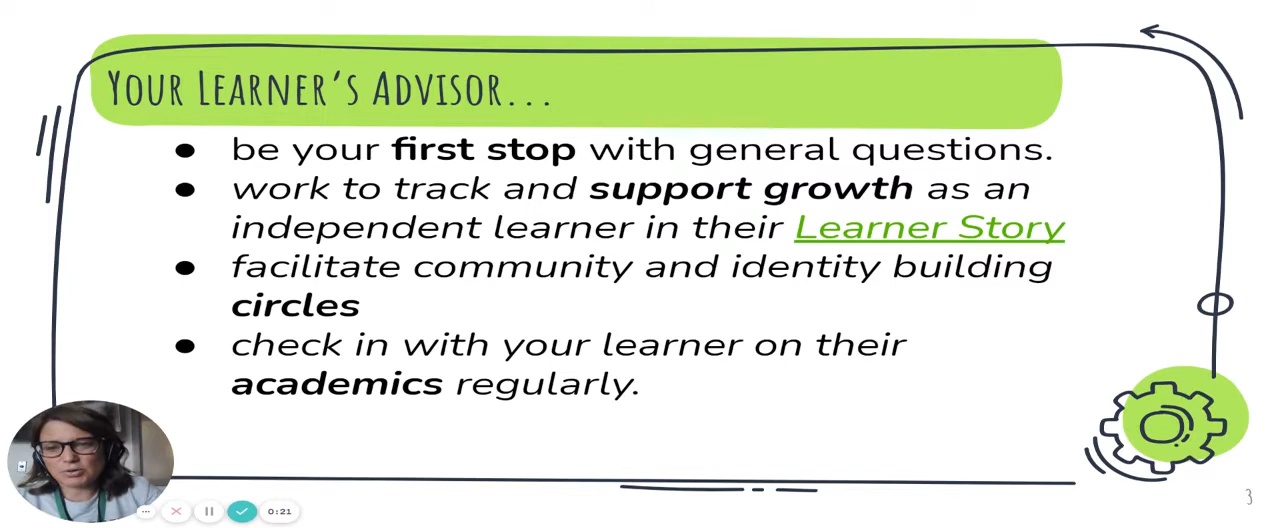 Your Learner's Advisor...
● be your first stop with general questions.
● work to track and support growth as an
independent learner in their Learner Story
● facilitate community and identity building
circles
● check in with your learner on their
academics regularly.
0:21
3